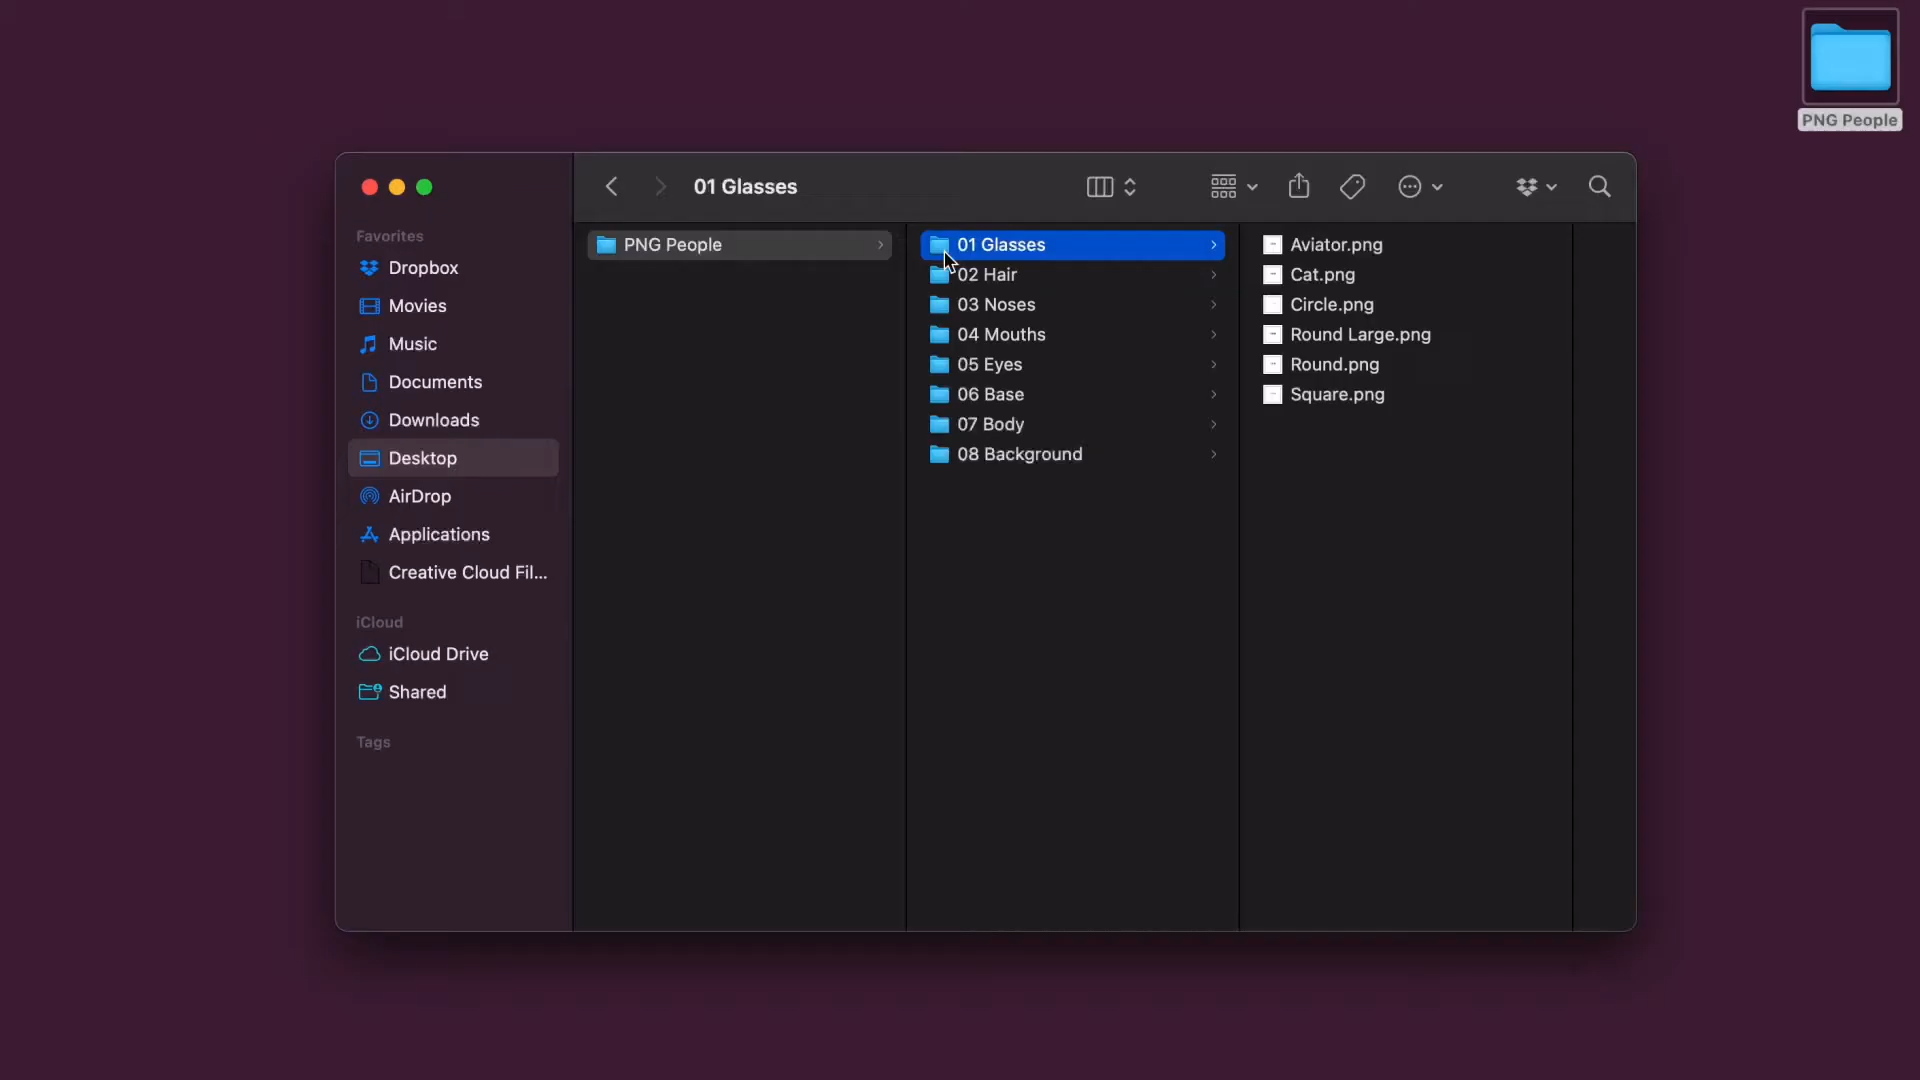 PNG People
01 Glasses
Favorites
Dropbox
Movies
Music
Documents
Downloads
Desktop
AirDrop
Applications
Creative Cloud Fil...
iCloud
iCloud Drive
Shared
Tags
PNG People
01 Glasses
02 Hair
03 Noses
04 Mouths
05 Eyes
06 Base
07 Body
08 Background
Aviator.png
Cat.png
Circle.png
Round Large.png
Round.png
Square.png